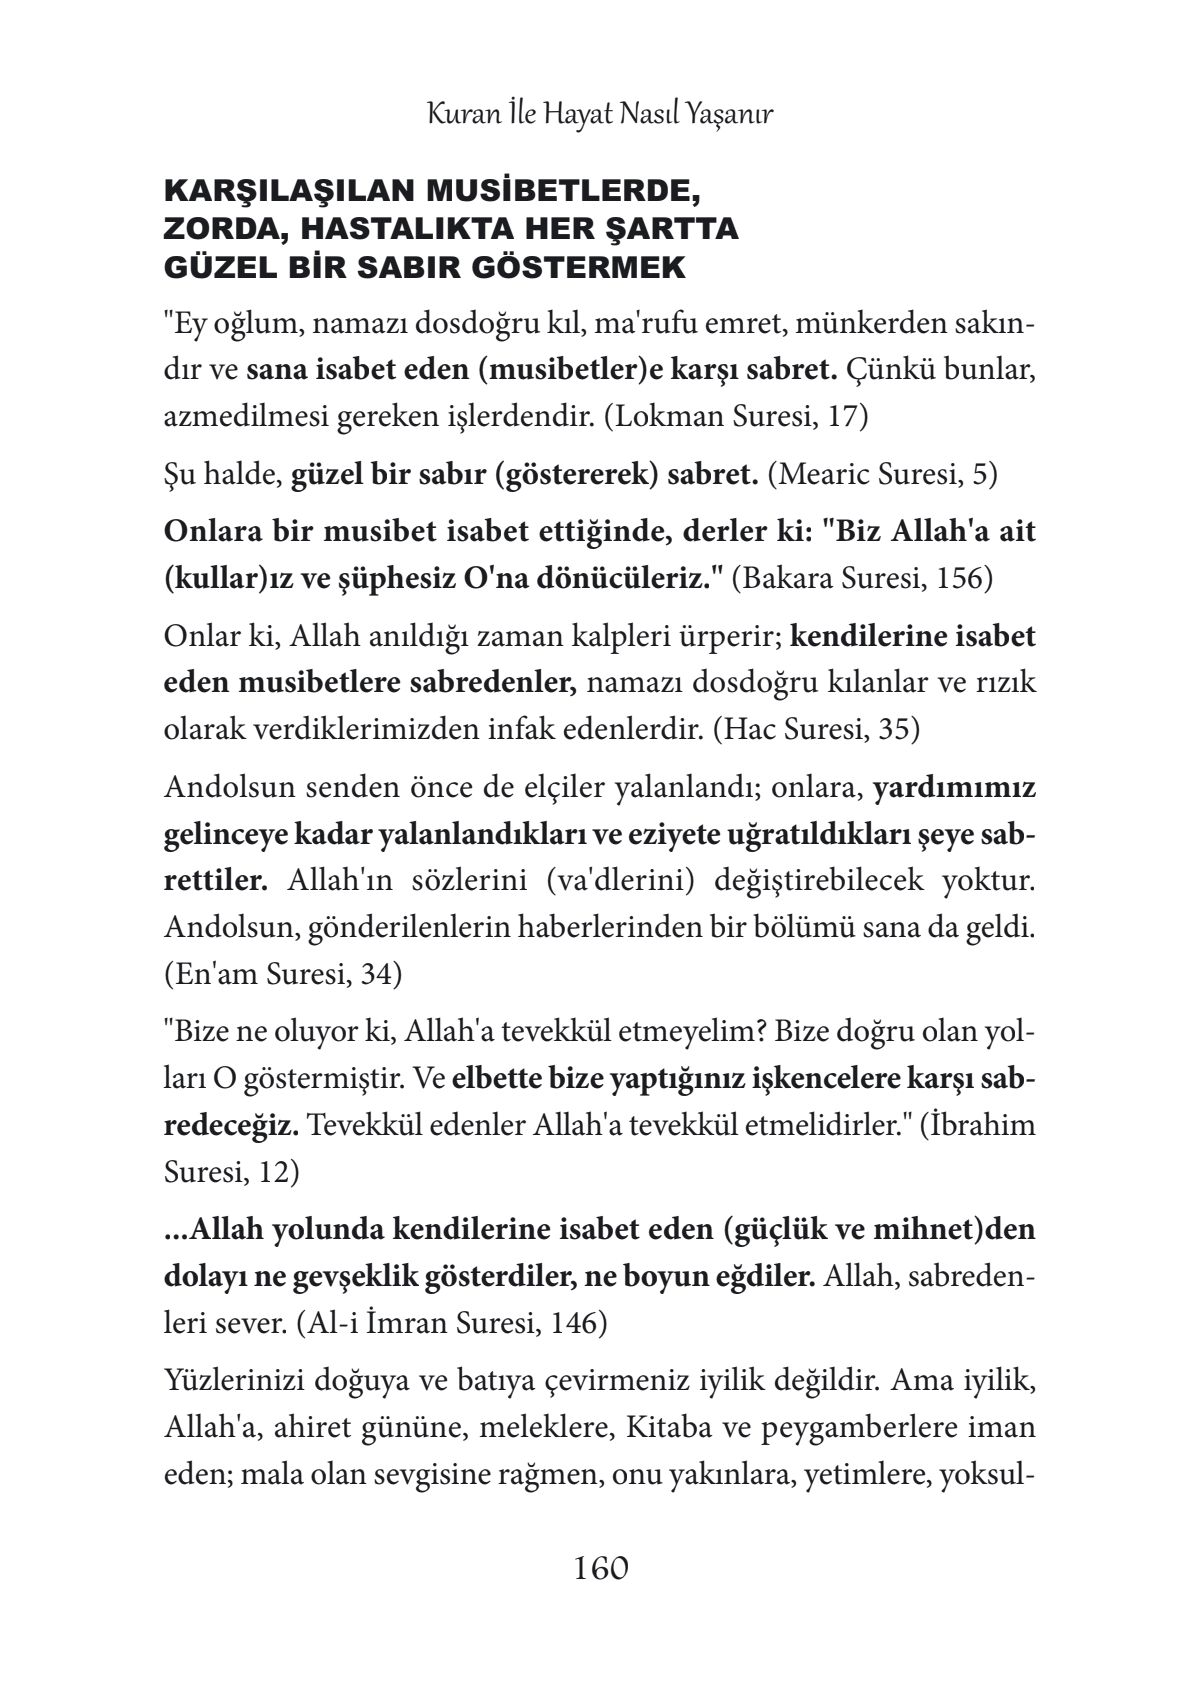 Kuran İle Hayat Nasıl Yaşanır
KARŞILAŞILAN MUSİBETLERDE,
ZORDA, HASTALIKTA HER ŞARTTA
GÜZEL BİR SABIR GÖSTERMEK
"Ey oğlum, namazı dosdoğru kıl, ma'rufu emret, münkerden sakın-
dır ve sana isabet eden (musibetler)e karşı sabret. Çünkü bunlar,
azmedilmesi gereken işlerdendir. (Lokman Suresi, 17)
Şu halde, güzel bir sabır (göstererek) sabret. (Mearic Suresi, 5)
Onlara bir musibet isabet ettiğinde, derler ki: "Biz Allah'a ait
(kullar)ız ve şüphesiz O'na dönücüleriz." (Bakara Suresi, 156)
Onlar ki, Allah anıldığı zaman kalpleri ürperir; kendilerine isabet
eden musibetlere sabredenler, namazı dosdoğru kılanlar ve rızık
olarak verdiklerimizden infak edenlerdir. (Hac Suresi, 35)
Andolsun senden önce de elçiler yalanlandı; onlara, yardımımız
gelinceye kadar yalanlandıkları ve eziyete uğratıldıkları şeye sab-
rettiler. Allah'ın sözlerini (va'dlerini) değiştirebilecek yoktur.
Andolsun, gönderilenlerin haberlerinden bir bölümü sana da geldi.
(En'am Suresi, 34)
"Bize ne oluyor ki, Allah'a tevekkül etmeyelim? Bize doğru olan yol-
ları O göstermiştir. Ve elbette bize yaptığınız işkencelere karşı sab-
redeceğiz. Tevekkül edenler Allah'a tevekkül etmelidirler." (İbrahim
Suresi, 12)
...Allah yolunda kendilerine isabet eden (güçlük ve mihnet)den
dolayı ne gevşeklik gösterdiler, ne boyun eğdiler. Allah, sabreden-
leri sever. (Al-i İmran Suresi, 146)
Yüzlerinizi doğuya ve batıya çevirmeniz iyilik değildir. Ama iyilik,
Allah'a, ahiret gününe, meleklere, Kitaba ve peygamberlere iman
eden; mala olan sevgisine rağmen, onu yakınlara, yetimlere, yoksul-
160